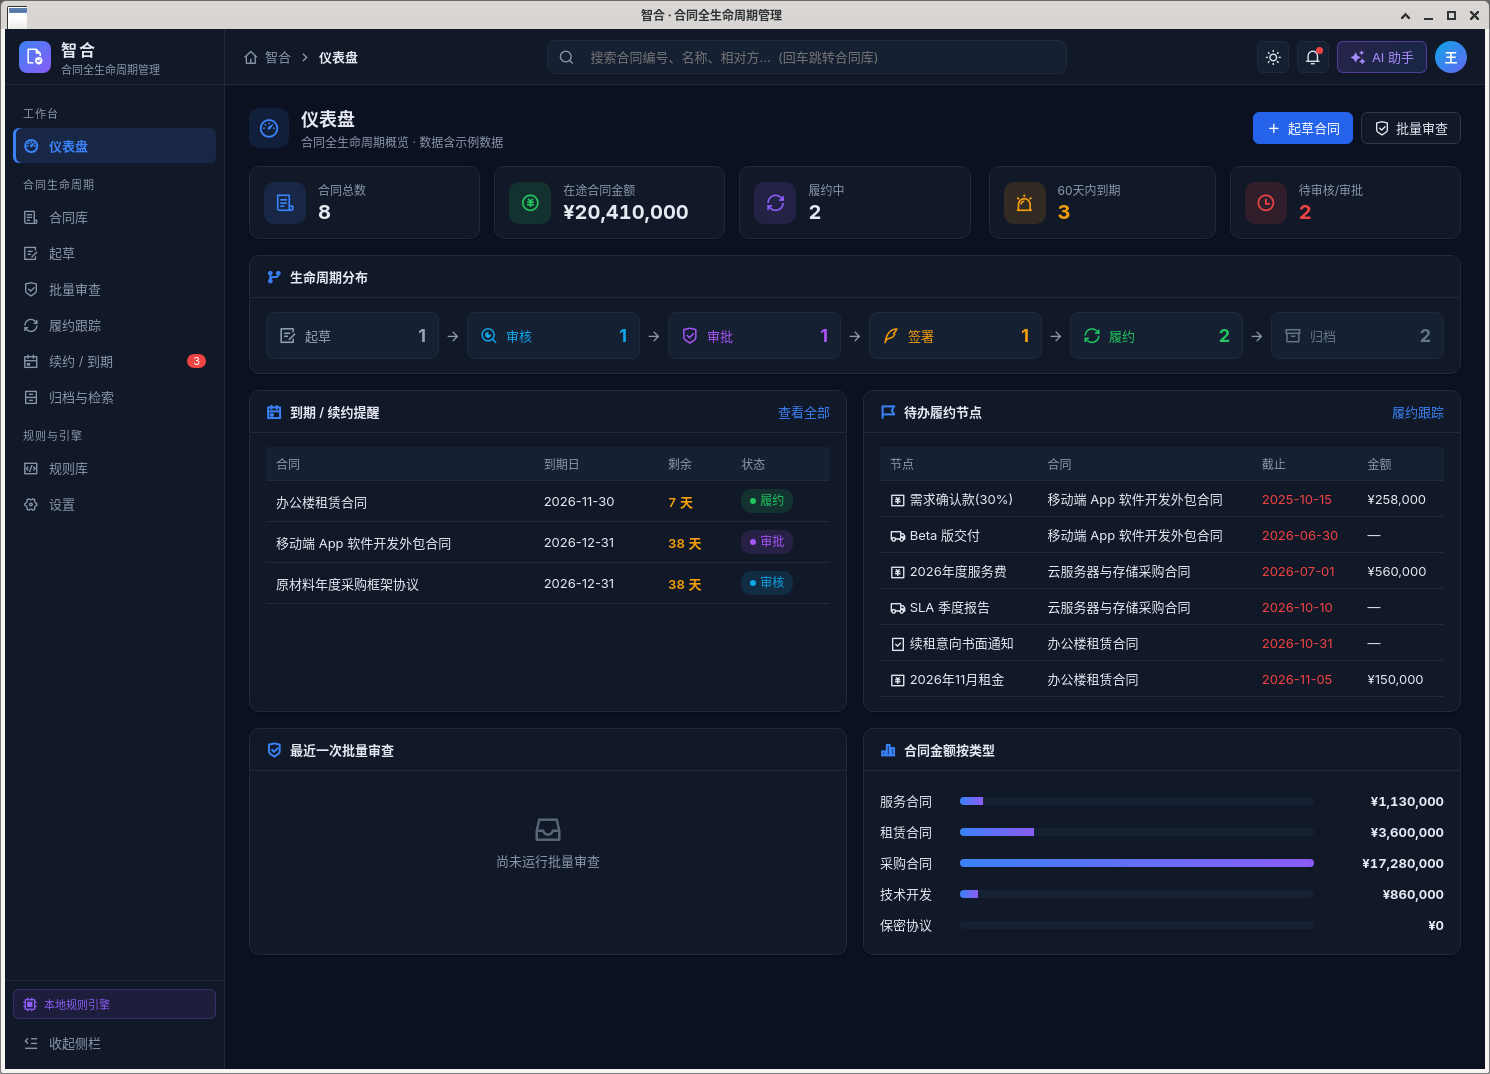 智合 · 合同全生命周期管理
智合
合同全生命周期管理
智合 仪表盘
搜索合同编号、名称、相对方... (回车跳转合同库)
AI 助手
王
工作台
仪表盘
合同生命周期
合同库
起草
批量审查
履约跟踪
续约 / 到期 3
归档与检索
规则与引擎
规则库
设置
本地规则引擎
收起侧栏
仪表盘
合同全生命周期概览 · 数据含示例数据
起草合同
批量审查
合同总数
8
在途合同金额
¥20,410,000
履约中
2
60天内到期
3
待审核/审批
2
生命周期分布
起草 1
审核 1
审批 1
签署 1
履约 2
归档 2
到期 / 续约提醒 查看全部
合同 到期日 剩余 状态
办公楼租赁合同 2026-11-30 7 天 履约
移动端 App 软件开发外包合同 2026-12-31 38 天 审批
原材料年度采购框架协议 2026-12-31 38 天 审核
待办履约节点 履约跟踪
节点 合同 截止 金额
需求确认款(30%) 移动端 App 软件开发外包合同 2025-10-15 ¥258,000
Beta 版交付 移动端 App 软件开发外包合同 2026-06-30 —
2026年度服务费 云服务器与存储采购合同 2026-07-01 ¥560,000
SLA 季度报告 云服务器与存储采购合同 2026-10-10 —
续租意向书面通知 办公楼租赁合同 2026-10-31 —
2026年11月租金 办公楼租赁合同 2026-11-05 ¥150,000
最近一次批量审查
尚未运行批量审查
合同金额按类型
服务合同 ¥1,130,000
租赁合同 ¥3,600,000
采购合同 ¥17,280,000
技术开发 ¥860,000
保密协议 ¥0